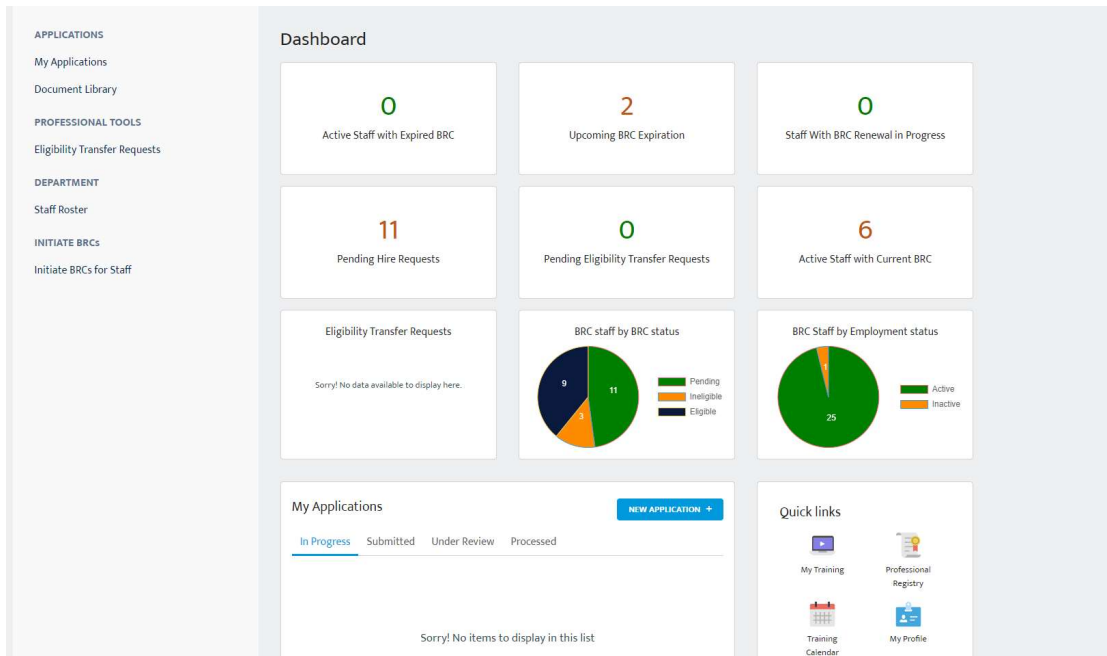 APPLICATIONS
My Applications
Document Library
PROFESSIONAL TOOLS
Eligibility Transfer Requests
DEPARTMENT
Staff Roster
INITIATE BRCs
Initiate BRCs for Staff
Dashboard
0
Active Staff with Expired BRC
2
Upcoming BRC Expiration
0
Staff With BRC Renewal in Progress
11
Pending Hire Requests
0
Pending Eligibility Transfer Requests
6
Active Staff with Current BRC
Eligibility Transfer Requests
Sorry! No data available to display here.
BRC staff by BRC status
9
11
3
Pending
Ineligible
Eligible
BRC Staff by Employment status
1
25
Active
Inactive
My Applications
NEW APPLICATION +
In Progress Submitted Under Review Processed
Sorry! No items to display in this list
Quick links
My Training
Professional
Registry
Training
Calendar
My Profile